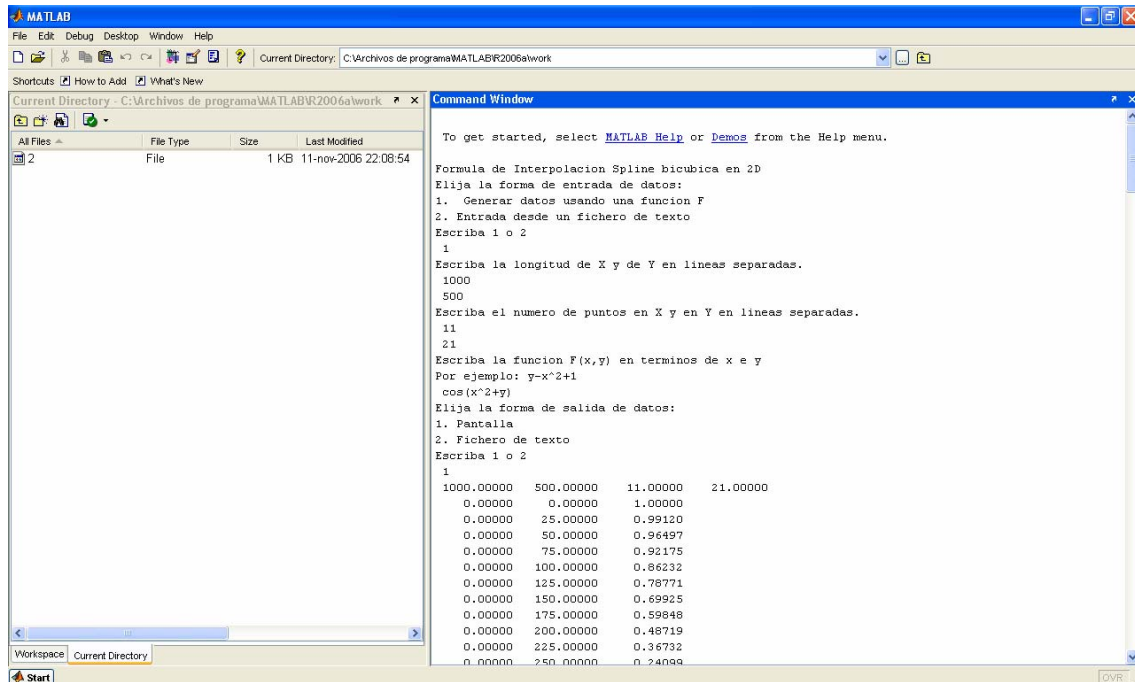 MATLAB
File Edit Debug Desktop Window Help
Current Directory: C:\Archivos de programa\MATLAB\R2006a\work
Shortcuts How to Add What's New
Current Directory - C:\Archivos de programa\MATLAB\R2006a\work
All Files File Type Size Last Modified
2 File 1 KB 11-nov-2006 22:08:54
Workspace Current Directory
Command Window
To get started, select MATLAB Help or Demos from the Help menu.
Formula de Interpolacion Spline bicubica en 2D
Elija la forma de entrada de datos:
1. Generar datos usando una funcion F
2. Entrada desde un fichero de texto
Escriba 1 o 2
1
Escriba la longitud de X y de Y en lineas separadas.
1000
500
Escriba el numero de puntos en X y en Y en lineas separadas.
11
21
Escriba la funcion F(x,y) en terminos de x e y
Por ejemplo: y-x^2+1
cos(x^2+y)
Elija la forma de salida de datos:
1. Pantalla
2. Fichero de texto
Escriba 1 o 2
1
1000.00000 500.00000 11.00000 21.00000
0.00000 0.00000 1.00000
0.00000 25.00000 0.99120
0.00000 50.00000 0.96497
0.00000 75.00000 0.92175
0.00000 100.00000 0.86232
0.00000 125.00000 0.78771
0.00000 150.00000 0.69925
0.00000 175.00000 0.59848
0.00000 200.00000 0.48719
0.00000 225.00000 0.36732
0.00000 250.00000 0.24099
Start
OVR